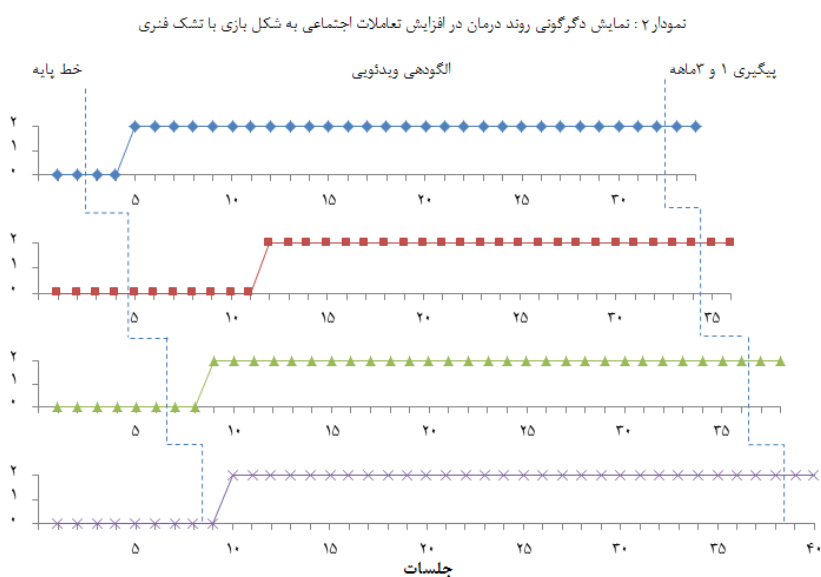 نمودار ۲ : نمایش دگرگونی روند درمان در افزایش تعاملات اجتماعی به شکل بازی با تشک فنری
خط پایه الگودهی ویدئویی پیگیری ۱ و ۳ماهه
۲
۱
۰
۵ ۱۰ ۱۵ ۲۰ ۲۵ ۳۰
۲
۱
۰
۵ ۱۰ ۱۵ ۲۰ ۲۵ ۳۰ ۳۵
۲
۱
۰
۵ ۱۰ ۱۵ ۲۰ ۲۵ ۳۰ ۳۵
۲
۱
۰
۵ ۱۰ ۱۵ ۲۰ ۲۵ ۳۰ ۳۵ ۴۰
جلسات